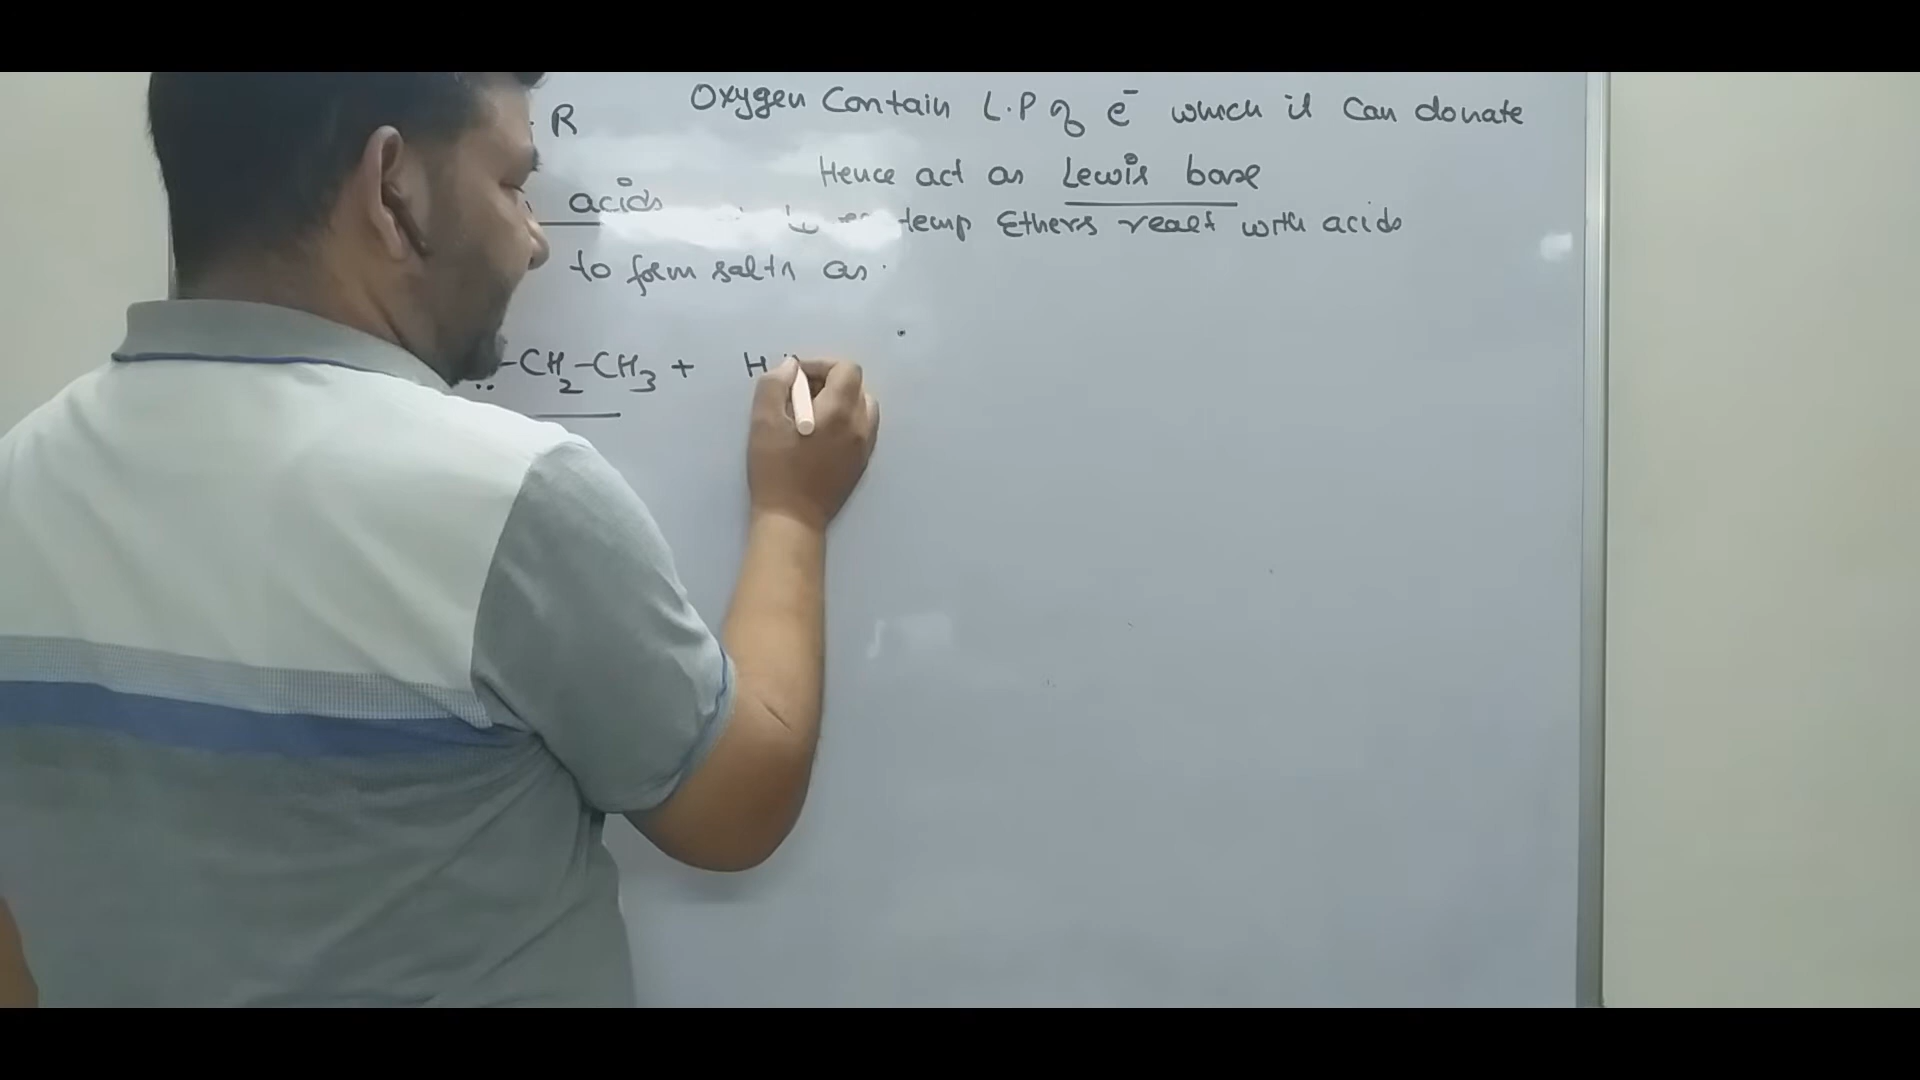 R Oxygen Contain L.P of e⁻ which it can donate
Hence act as Lewis base
acids temp Ethers react with acids
to form salts as.
-CH₂-CH₃ + H